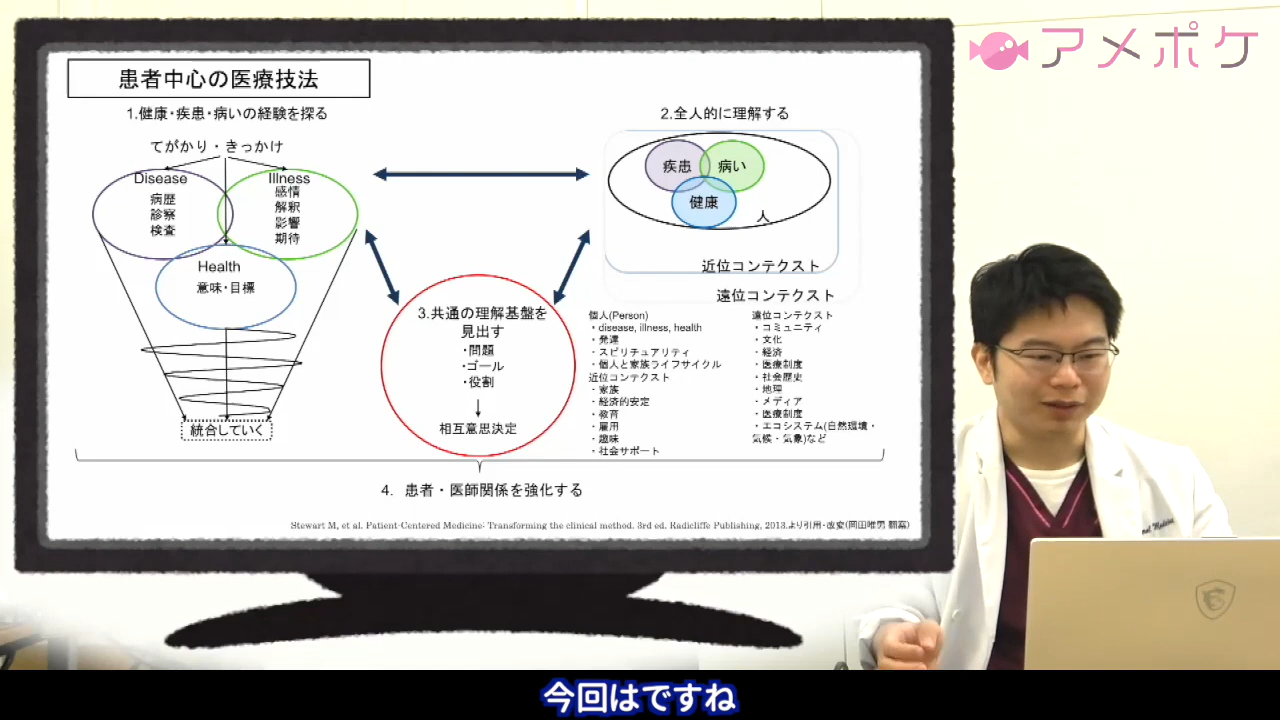 アメポケ
患者中心の医療技法
1.健康・疾患・病いの経験を探る
てがかり・きっかけ
Disease
病歴
診察
検査
Illness
感情
解釈
影響
期待
Health
意味・目標
統合していく
2.全人的に理解する
疾患
病い
健康
人
近位コンテクスト
遠位コンテクスト
3.共通の理解基盤を
見出す
・問題
・ゴール
・役割
相互意思決定
個人(Person)
・disease, illness, health
・発達
・スピリチュアリティ
・個人と家族ライフサイクル
近位コンテクスト
・家族
・経済的安定
・教育
・雇用
・趣味
・社会サポート
遠位コンテクスト
・コミュニティ
・文化
・経済
・医療制度
・社会歴史
・地理
・メディア
・医療制度
・エコシステム(自然環境・
気候・気象)など
4. 患者・医師関係を強化する
Stewart M, et al. Patient-Centered Medicine: Transforming the clinical method. 3rd ed. Radicliffe Publishing, 2013.より引用・改変(岡田唯男 翻案)
今回はですね